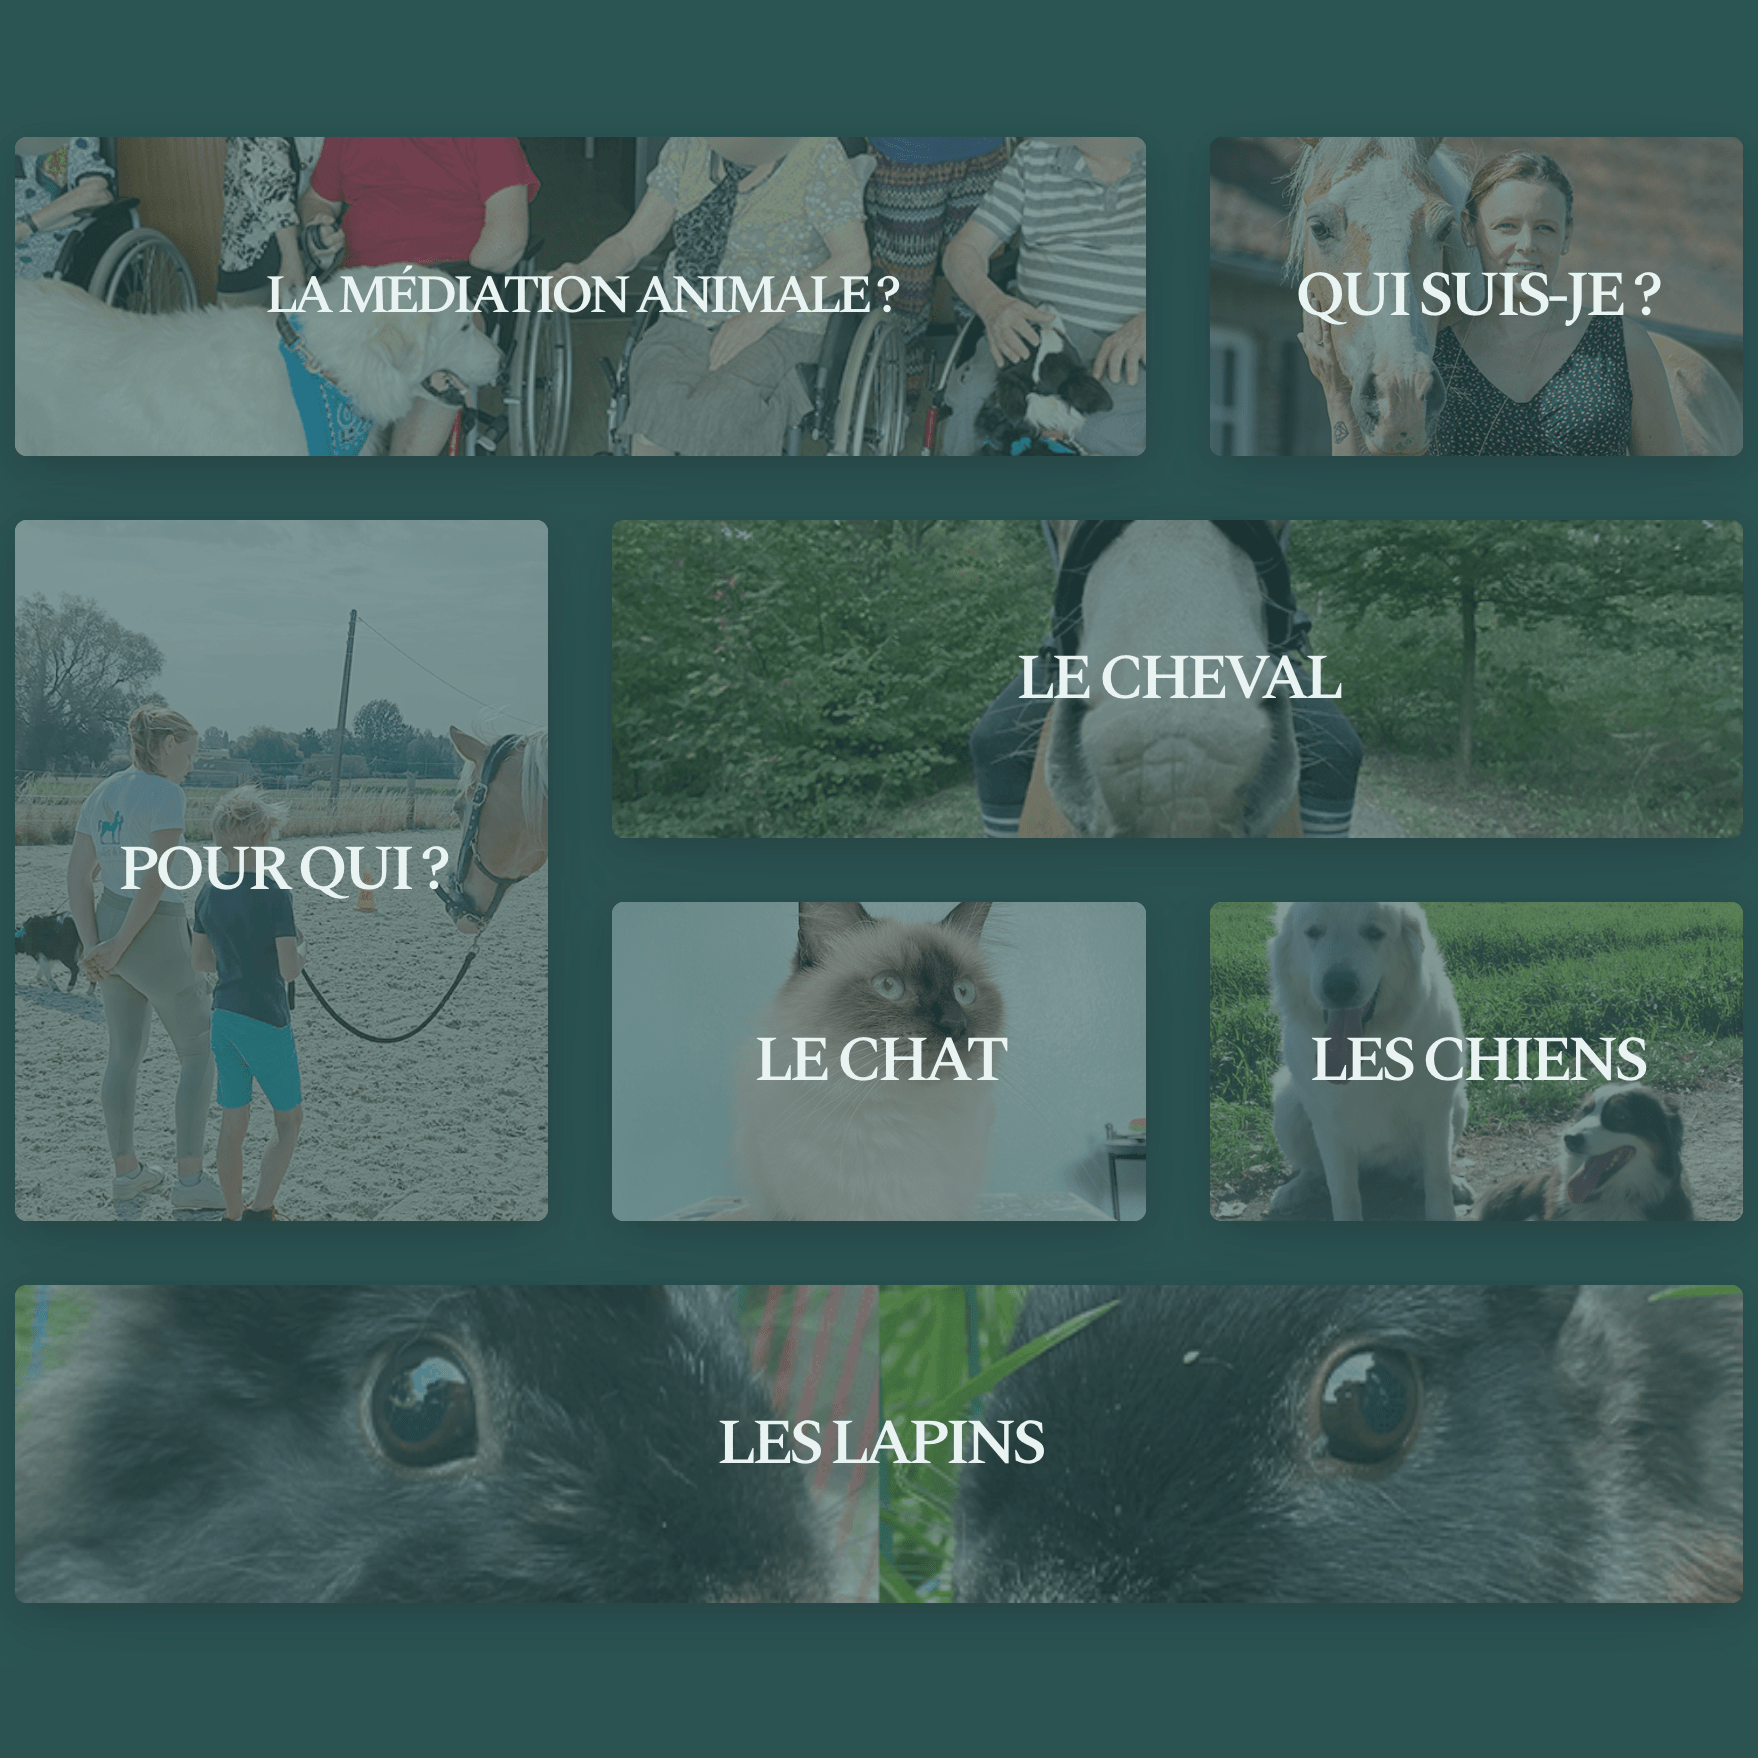 LA MÉDIATION ANIMALE ?
QUI SUIS-JE ?
POUR QUI ?
LE CHEVAL
LE CHAT
LES CHIENS
LES LAPINS